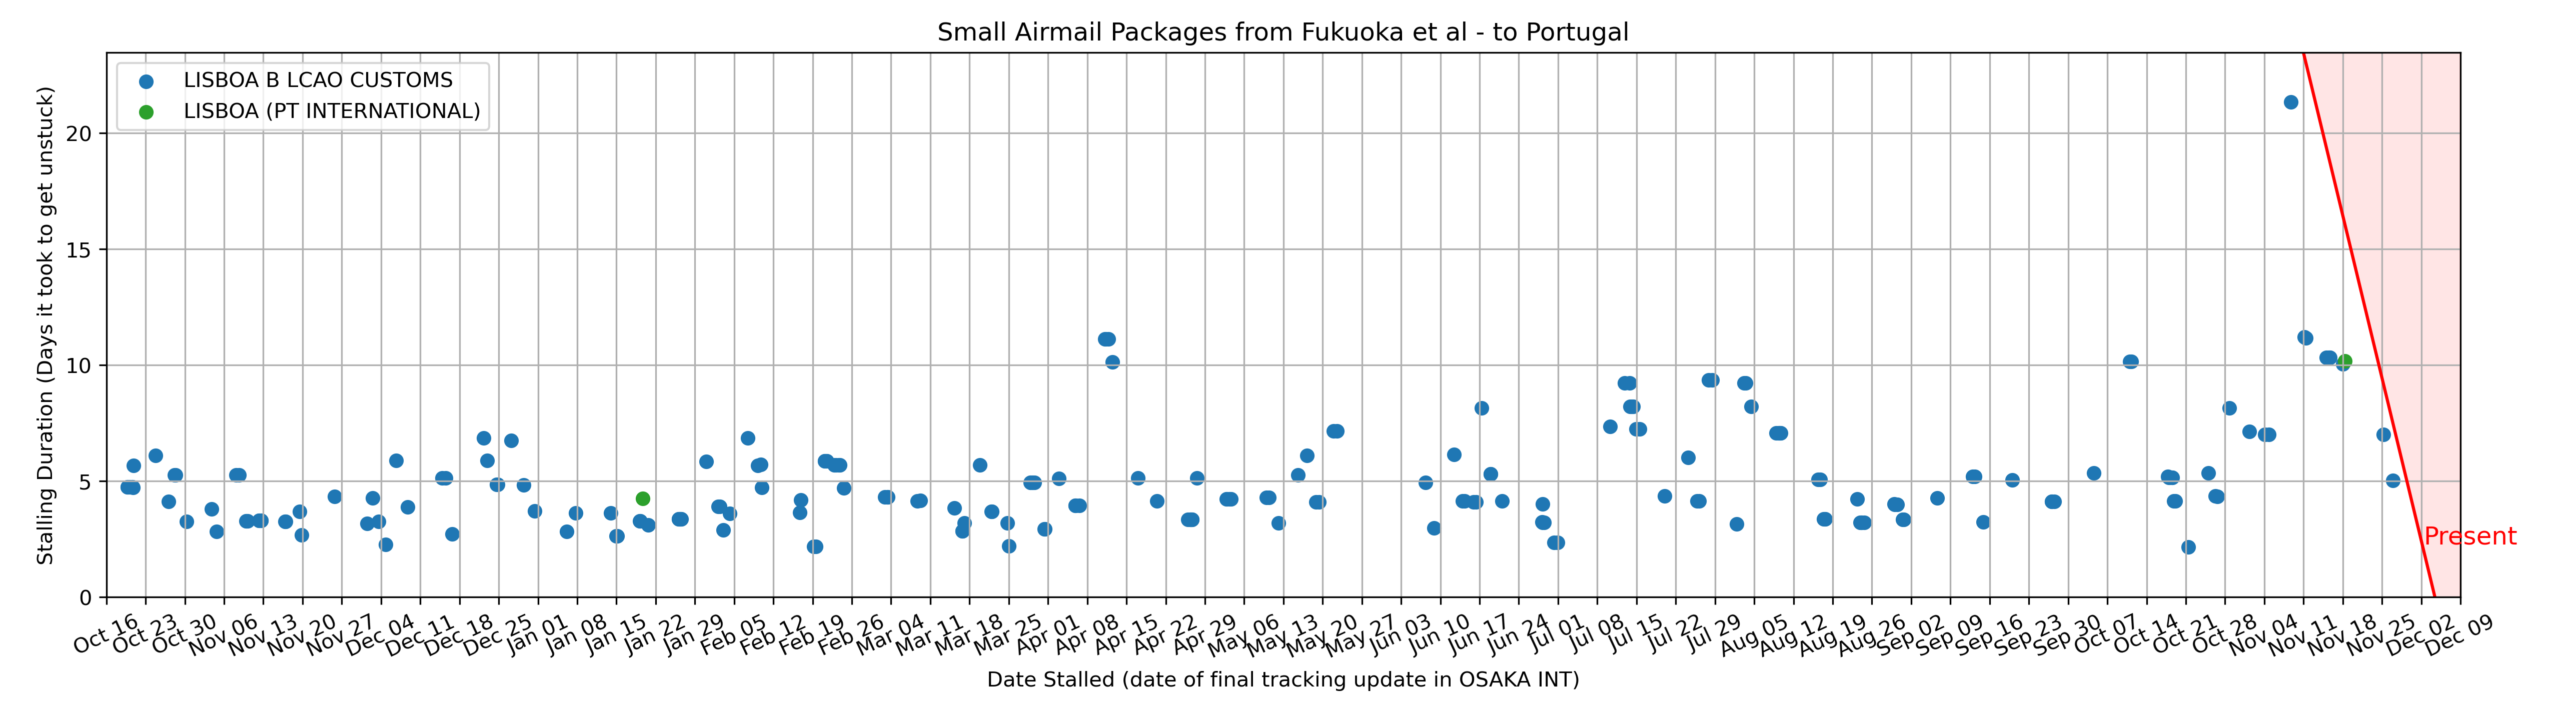 Small Airmail Packages from Fukuoka et al - to Portugal
LISBOA B LCAO CUSTOMS
LISBOA (PT INTERNATIONAL)
Stalling Duration (Days it took to get unstuck)
20
15
10
5
0
Present
Oct 16
Oct 23
Oct 30
Nov 06
Nov 13
Nov 20
Nov 27
Dec 04
Dec 11
Dec 18
Dec 25
Jan 01
Jan 08
Jan 15
Jan 22
Jan 29
Feb 05
Feb 12
Feb 19
Feb 26
Mar 04
Mar 11
Mar 18
Mar 25
Apr 01
Apr 08
Apr 15
Apr 22
Apr 29
May 06
May 13
May 20
May 27
Jun 03
Jun 10
Jun 17
Jun 24
Jul 01
Jul 08
Jul 15
Jul 22
Jul 29
Aug 05
Aug 12
Aug 19
Aug 26
Sep 02
Sep 09
Sep 16
Sep 23
Sep 30
Oct 07
Oct 14
Oct 21
Oct 28
Nov 04
Nov 11
Nov 18
Nov 25
Dec 02
Dec 09
Date Stalled (date of final tracking update in OSAKA INT)